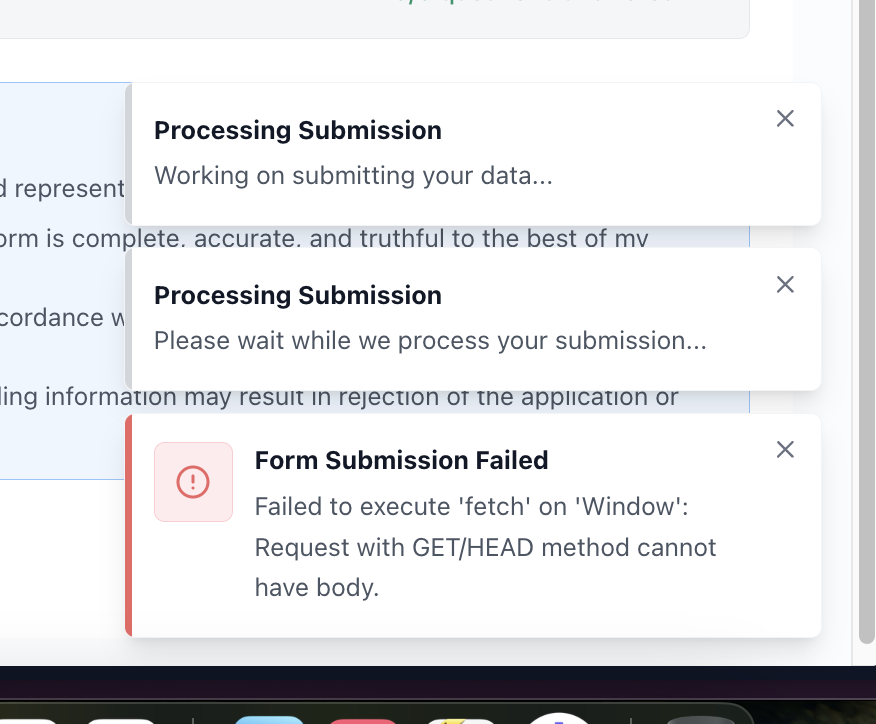 Processing Submission
Working on submitting your data...
d represent
orm is complete, accurate, and truthful to the best of my
Processing Submission
Please wait while we process your submission...
cordance
ling information may result in rejection of the application or
Form Submission Failed
Failed to execute 'fetch' on 'Window':
Request with GET/HEAD method cannot
have body.